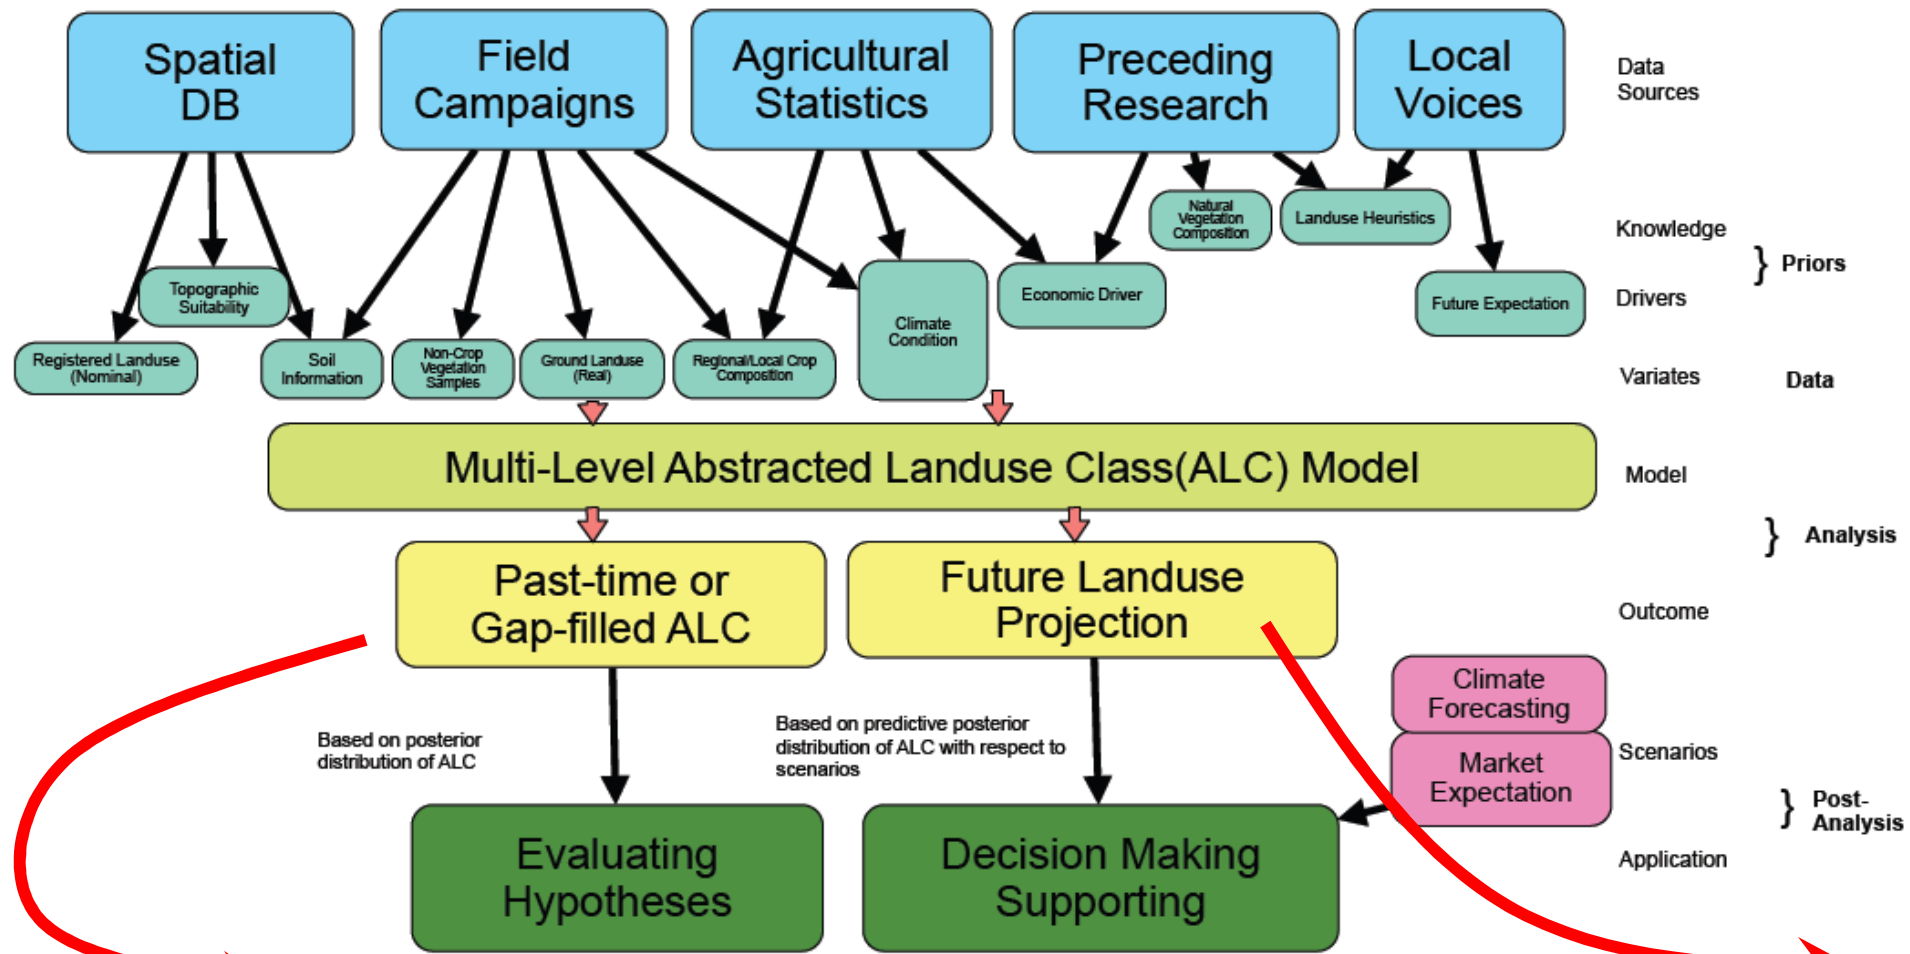 Spatial
DB
Field
Campaigns
Agricultural
Statistics
Preceding
Research
Local
Voices
Data
Sources
Natural
Vegetation
Composition
Landuse Heuristics
Knowledge
} Priors
Topographic
Suitability
Economic Driver
Future Expectation
Drivers
Climate
Condition
Registered Landuse
(Nominal)
Soil
Information
Non-Crop
Vegetation
Samples
Ground Landuse
(Real)
Regional/Local Crop
Composition
Variates
Data
Multi-Level Abstracted Landuse Class(ALC) Model
Model
} Analysis
Past-time or
Gap-filled ALC
Future Landuse
Projection
Outcome
Climate
Forecasting
Based on posterior
distribution of ALC
Based on predictive posterior
distribution of ALC with respect to
scenarios
Market
Expectation
Scenarios
} Post-
Analysis
Evaluating
Hypotheses
Decision Making
Supporting
Application